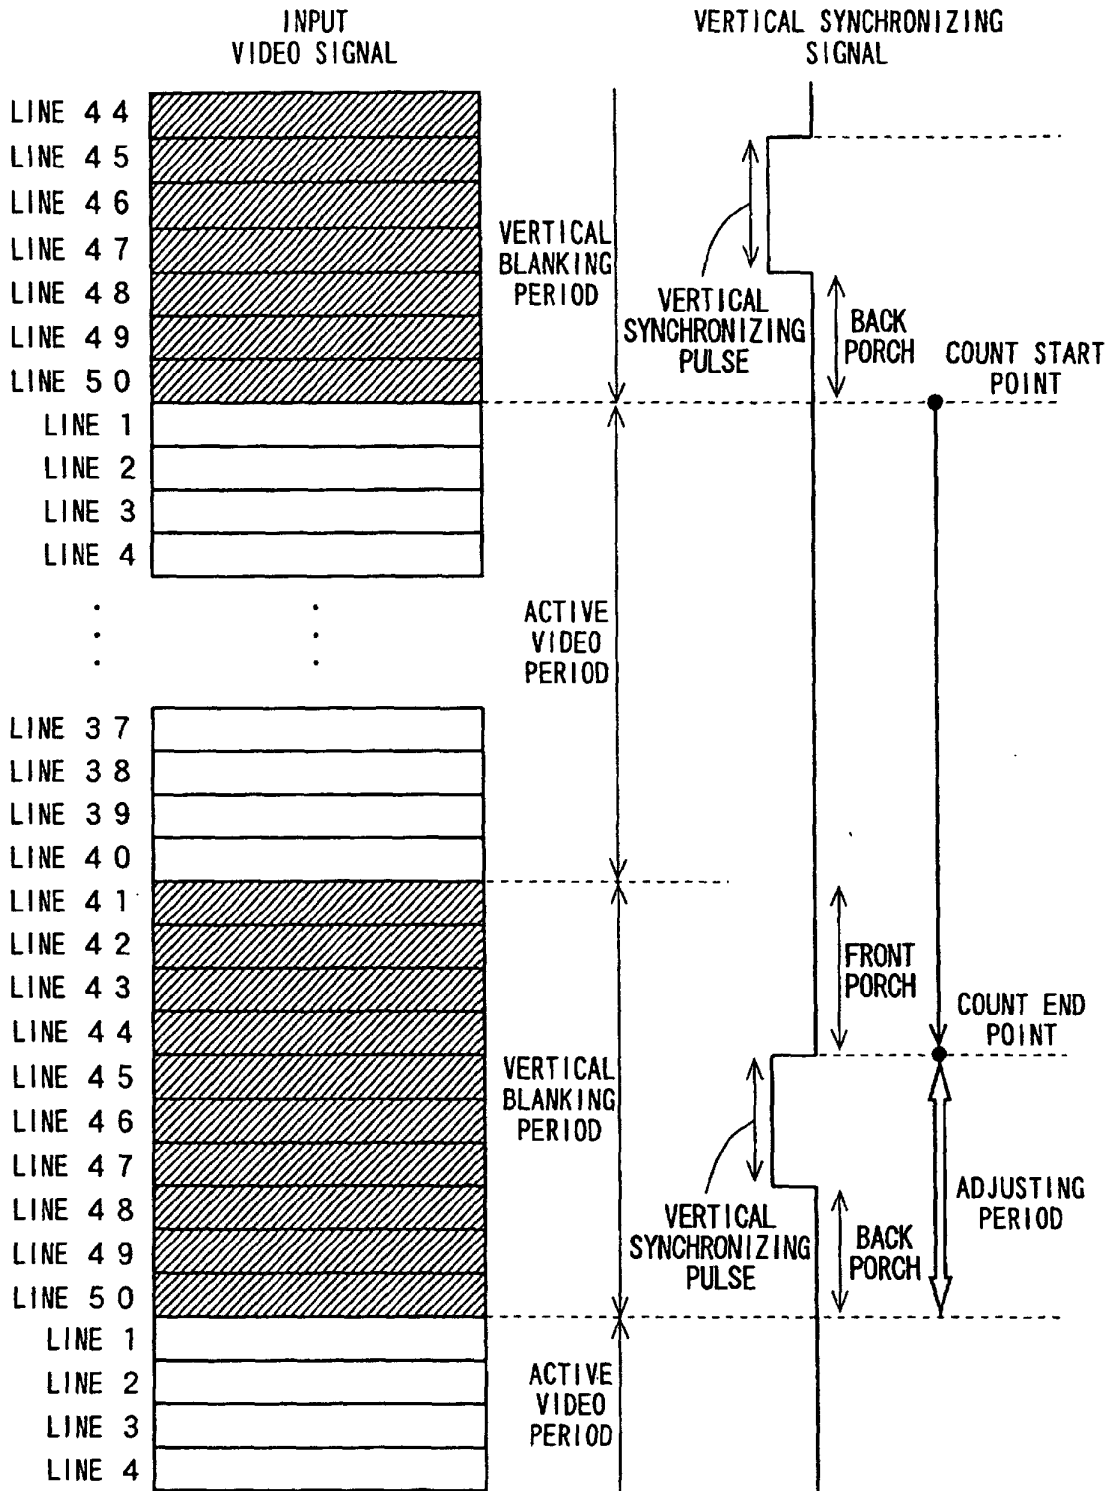 INPUT
VIDEO SIGNAL
VERTICAL SYNCHRONIZING
SIGNAL
LINE 44
LINE 45
LINE 46
LINE 47
LINE 48
LINE 49
LINE 50
LINE 1
LINE 2
LINE 3
LINE 4
VERTICAL
BLANKING
PERIOD
VERTICAL
SYNCHRONIZING
PULSE
BACK
PORCH
COUNT START
POINT
ACTIVE
VIDEO
PERIOD
LINE 37
LINE 38
LINE 39
LINE 40
LINE 41
LINE 42
LINE 43
LINE 44
LINE 45
LINE 46
LINE 47
LINE 48
LINE 49
LINE 50
LINE 1
LINE 2
LINE 3
LINE 4
FRONT
PORCH
COUNT END
POINT
VERTICAL
BLANKING
PERIOD
VERTICAL
SYNCHRONIZING
PULSE
BACK
PORCH
ADJUSTING
PERIOD
ACTIVE
VIDEO
PERIOD